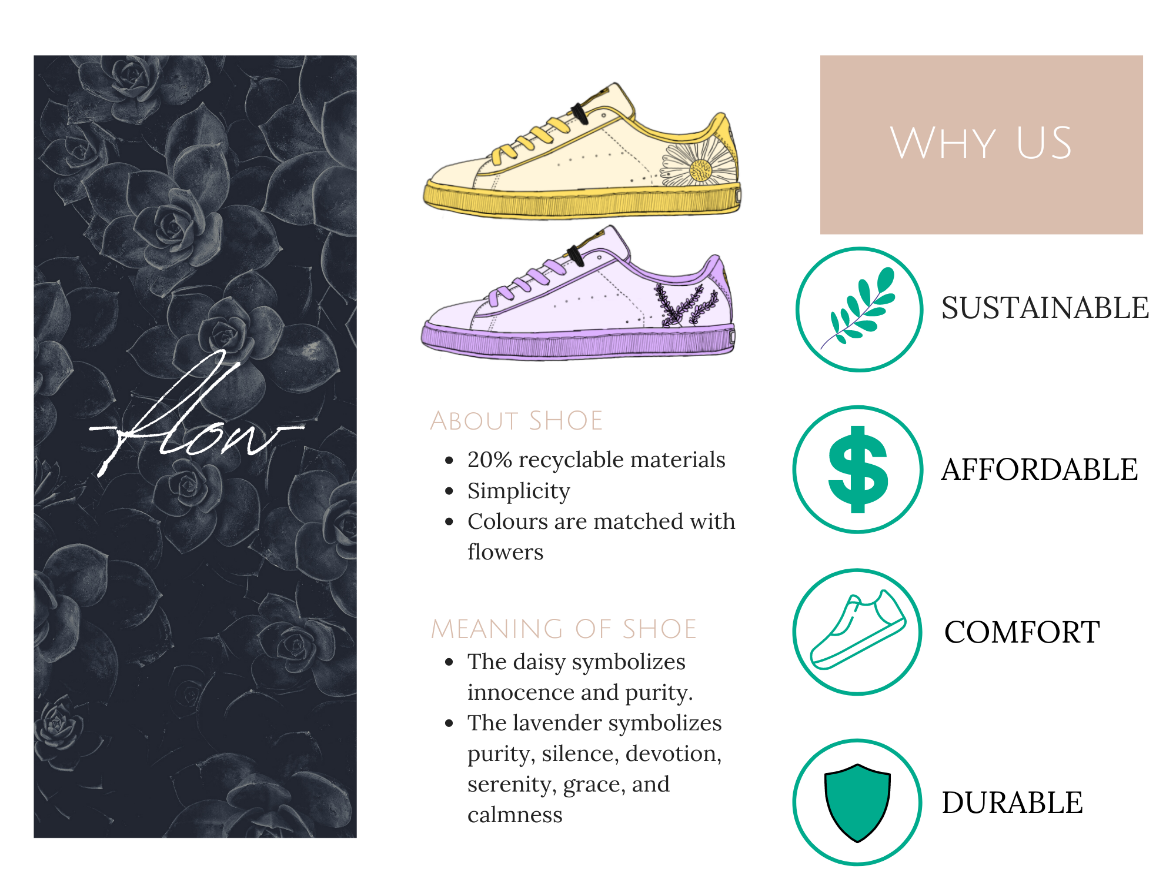 flow
About SHOE
• 20% recyclable materials
• Simplicity
• Colours are matched with
flowers
MEANING OF SHOE
• The daisy symbolizes
innocence and purity.
• The lavender symbolizes
purity, silence, devotion,
serenity, grace, and
calmness
Why US
SUSTAINABLE
$
AFFORDABLE
COMFORT
DURABLE